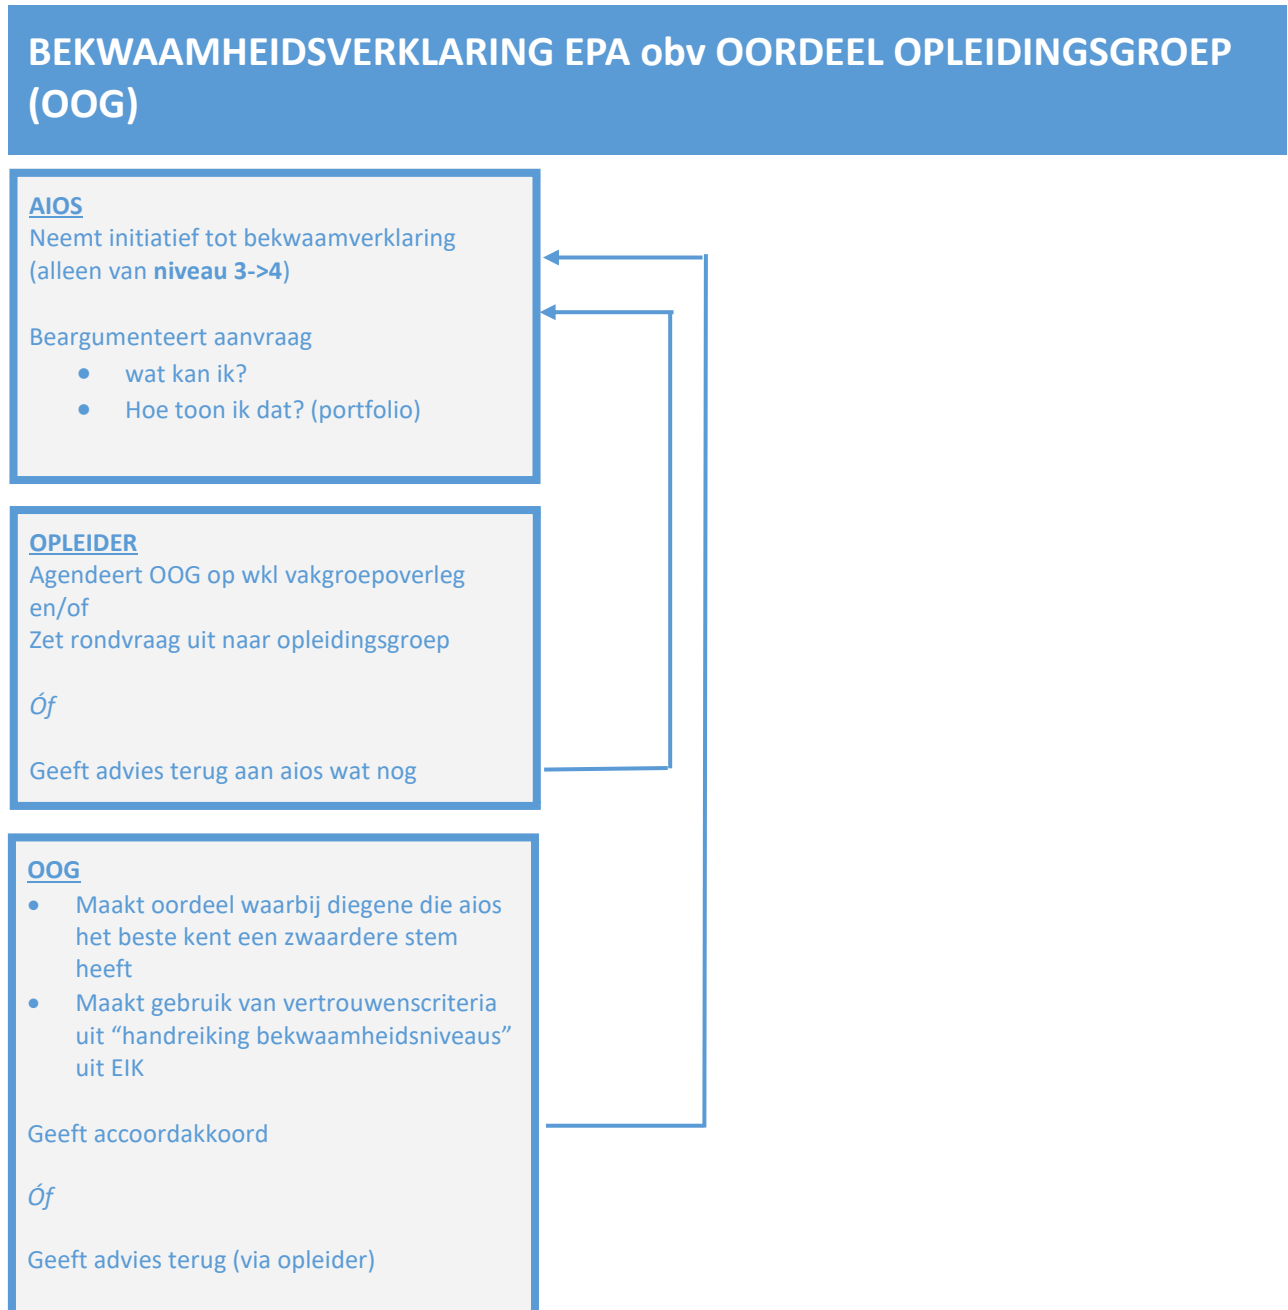 BEKWAAMHEIDSVERKLARING EPA obv OORDEEL OPLEIDINGSGROEP
(OOG)
AIOS
Neemt initiatief tot bekwaamverklaring
(alleen van niveau 3->4)
Beargumenteert aanvraag
• wat kan ik?
• Hoe toon ik dat? (portfolio)
OPLEIDER
Agendeert OOG op wkl vakgroepoverleg
en/of
Zet rondvraag uit naar opleidingsgroep
Óf
Geeft advies terug aan aios wat nog
OOG
• Maakt oordeel waarbij diegene die aios
het beste kent een zwaardere stem
heeft
• Maakt gebruik van vertrouwenscriteria
uit “handreiking bekwaamheidsniveaus”
uit EIK
Geeft accoordakkoord
Óf
Geeft advies terug (via opleider)